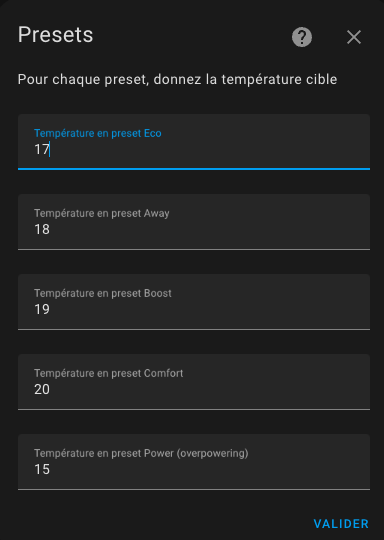 Presets
Pour chaque preset, donnez la température cible
Température en preset Eco
17
Température en preset Away
18
Température en preset Boost
19
Température en preset Comfort
20
Température en preset Power (overpowering)
15
VALIDER